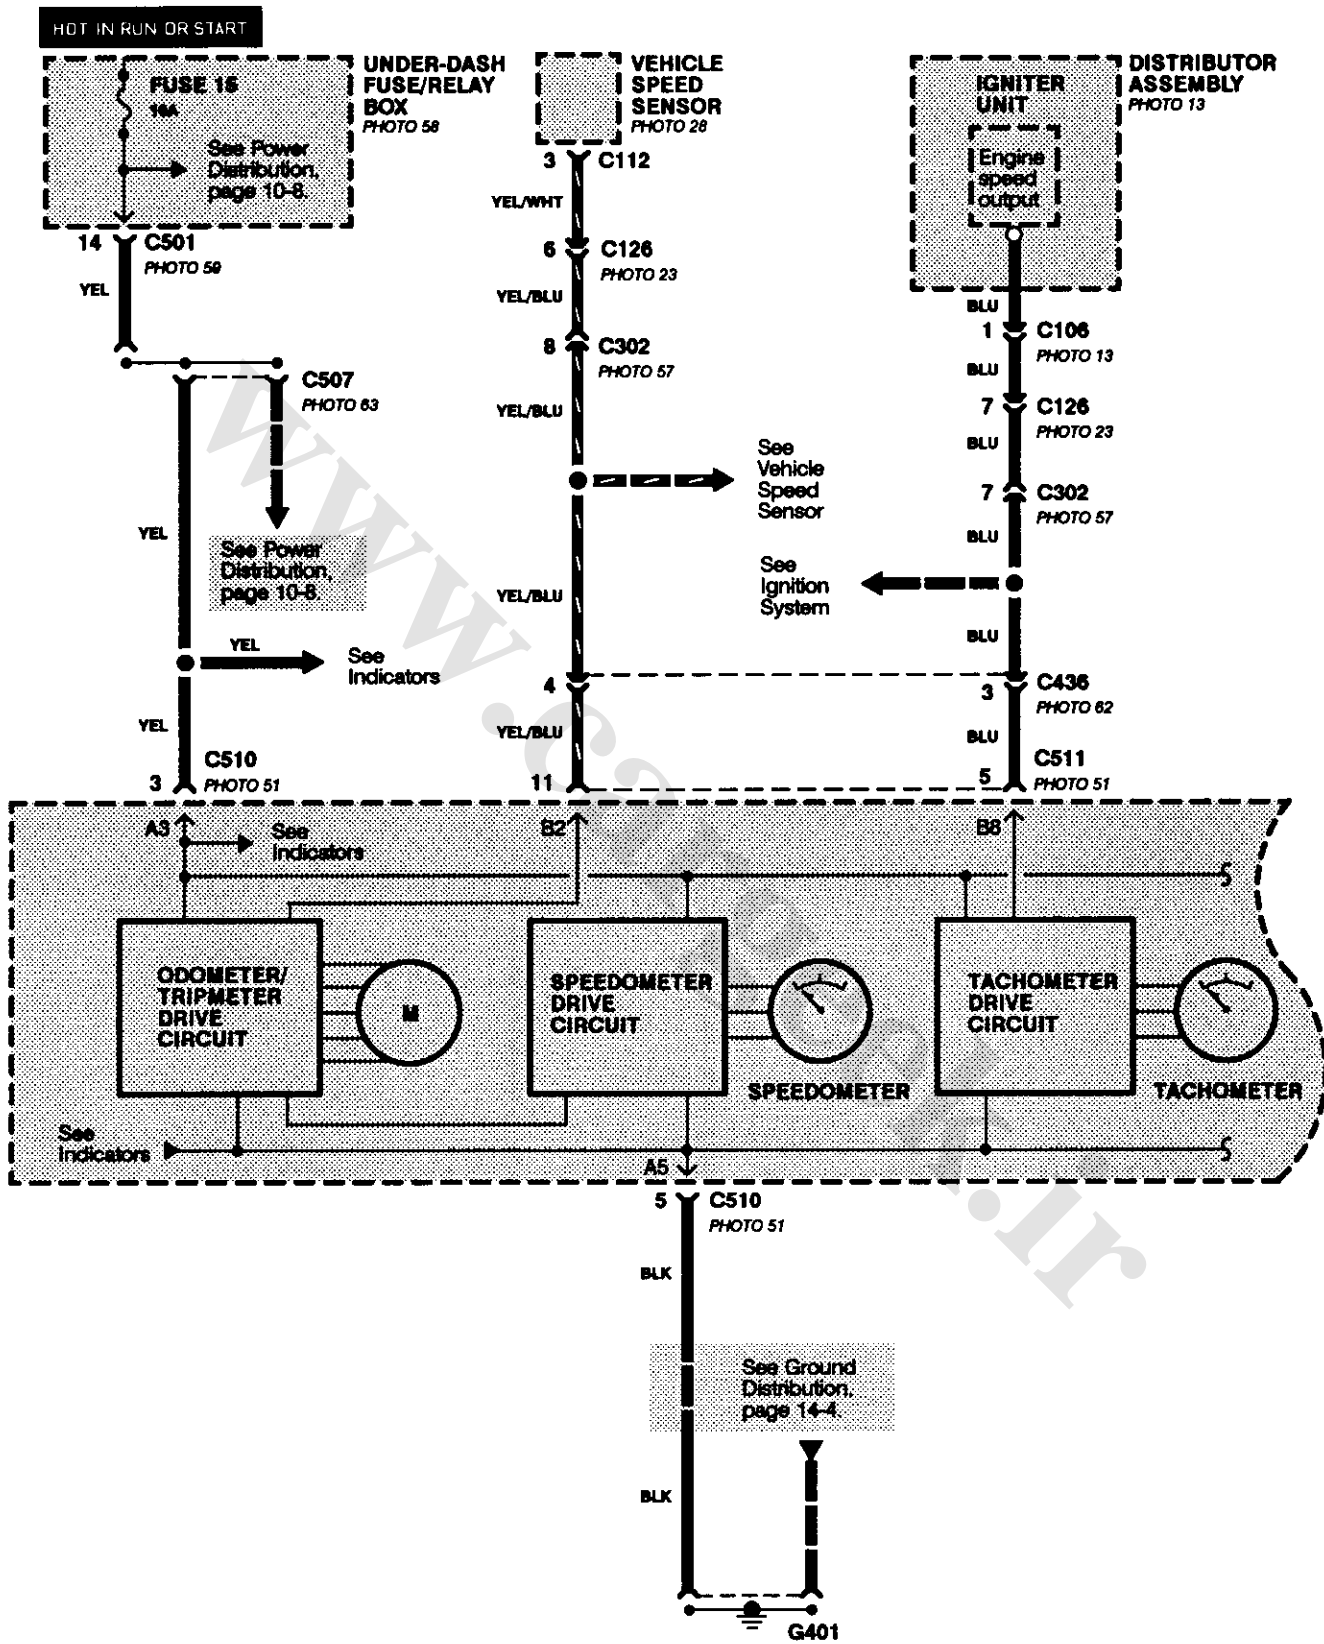 HOT IN RUN OR START
UNDER-DASH
FUSE/RELAY
BOX
PHOTO 58
FUSE 15
10A
See Power
Distribution,
page 10-8.
VEHICLE
SPEED
SENSOR
PHOTO 28
DISTRIBUTOR
ASSEMBLY
PHOTO 13
IGNITER
UNIT
Engine
speed
output
14 C501
PHOTO 59
YEL
3 C112
YEL/WHT
6 C126
PHOTO 23
YEL/BLU
8 C302
PHOTO 57
YEL/BLU
BLU
1 C106
PHOTO 13
BLU
7 C126
PHOTO 23
BLU
7 C302
PHOTO 57
BLU
C507
PHOTO 63
YEL
See Power
Distribution,
page 10-8.
YEL
See
Indicators
YEL
See
Vehicle
Speed
Sensor
See
Ignition
System
YEL/BLU
BLU
4
3 C436
PHOTO 62
YEL/BLU
BLU
3 C510
PHOTO 51
11
5 C511
PHOTO 51
A3
See
Indicators
B2
B8
ODOMETER/
TRIPMETER
DRIVE
CIRCUIT
M
SPEEDOMETER
DRIVE
CIRCUIT
SPEEDOMETER
TACHOMETER
DRIVE
CIRCUIT
TACHOMETER
See
Indicators
A5
5 C510
PHOTO 51
BLK
See Ground
Distribution,
page 14-4.
BLK
G401